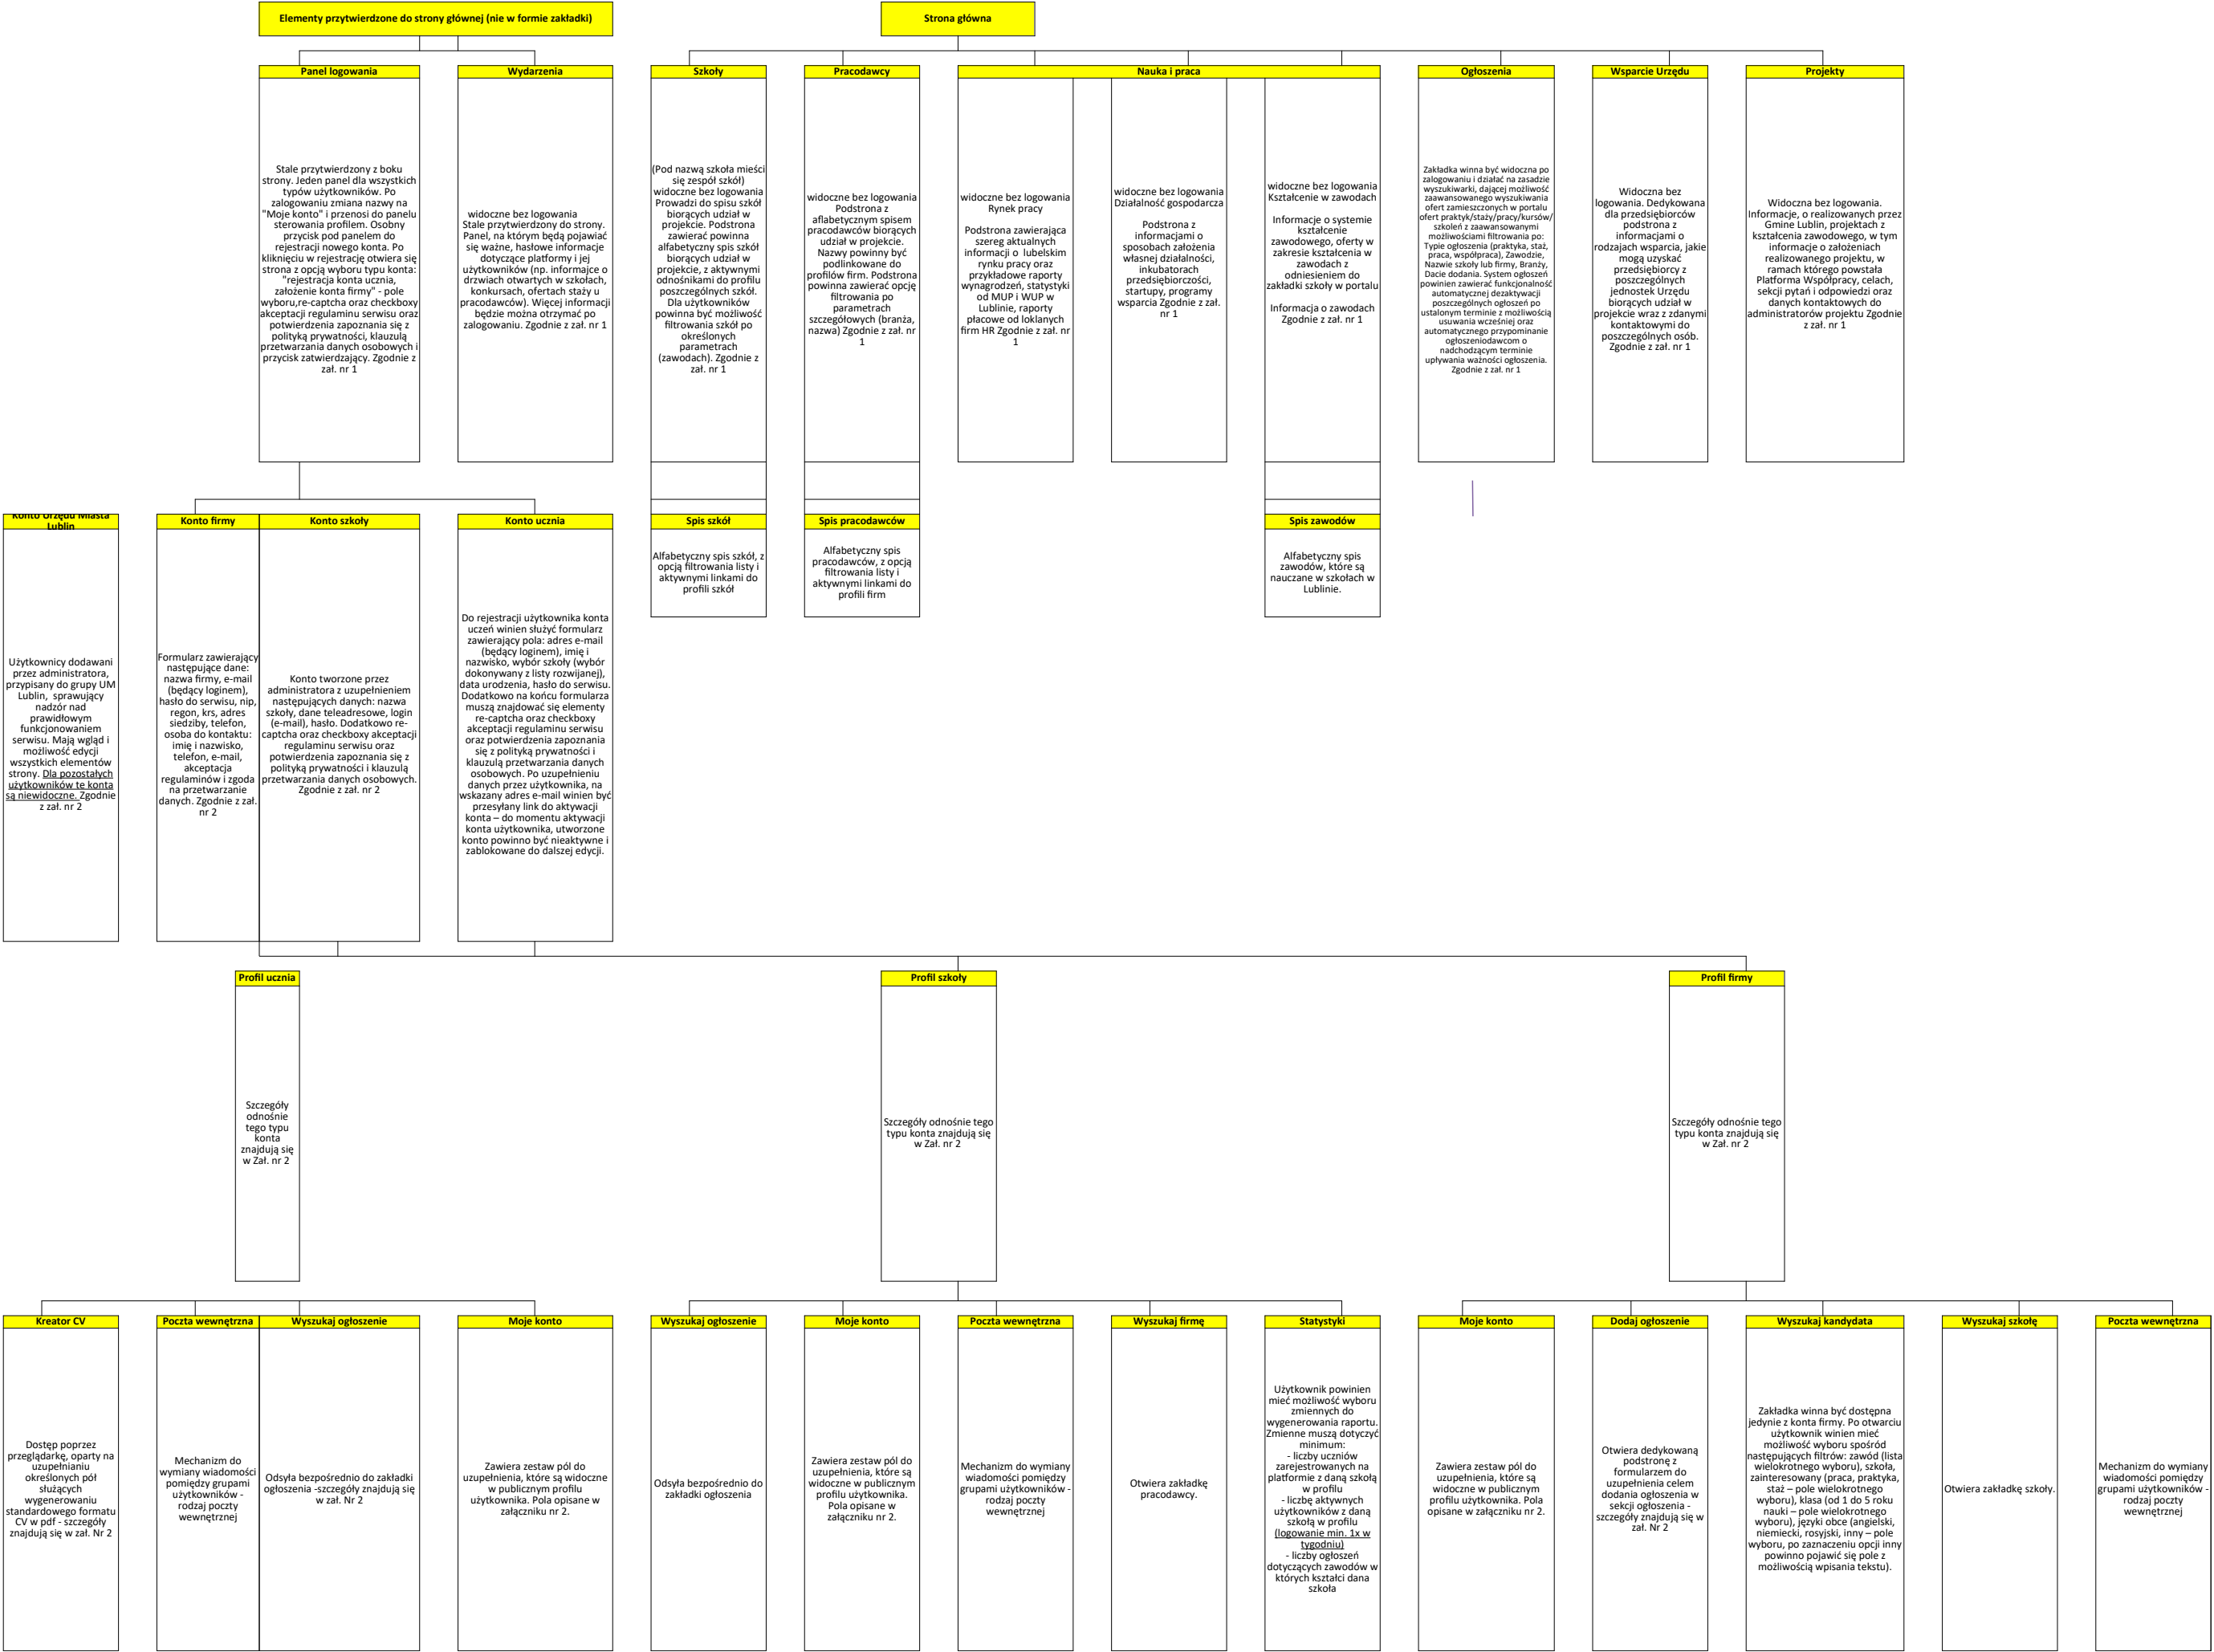 Elementy przytwierdzone do strony głównej (nie w formie zakładki)
Strona główna
Panel logowania
Stale przytwierdzony z boku
strony. Jeden panel dla wszystkich
typów użytkowników. Po
zalogowaniu zmiana nazwy na
"Moje konto" i przenosi do panelu
sterowania profilem. Osobny
przycisk pod panelem do
rejestracji nowego konta. Po
kliknięciu w rejestrację otwiera się
strona z opcją wyboru typu konta:
"rejestracja konta ucznia,
założenie konta firmy" - pole
wyboru,re-captcha oraz checkboxy
akceptacji regulaminu serwisu oraz
potwierdzenia zapoznania się z
polityką prywatności, klauzulą
przetwarzania danych osobowych i
przycisk zatwierdzający. Zgodnie z
zał. nr 1
Wydarzenia
widoczne bez logowania
Stale przytwierdzony do strony.
Panel, na którym będą pojawiać
się ważne, hasłowe informacje
dotyczące platformy i jej
użytkowników (np. informajce o
drzwiach otwartych w szkołach,
konkursach, ofertach staży u
pracodawców). Więcej informacji
będzie można otrzymać po
zalogowaniu. Zgodnie z zał. nr 1
Szkoły
(Pod nazwą szkoła mieści
się zespół szkół)
widoczne bez logowania
Prowadzi do spisu szkół
biorących udział w
projekcie. Podstrona
zawierać powinna
alfabetyczny spis szkół
biorących udział w
projekcie, z aktywnymi
odnośnikami do profilu
poszczególnych szkół.
Dla użytkowników
powinna być możliwość
filtrowania szkół po
określonych
parametrach
(zawodach). Zgodnie z
zał. nr 1
Pracodawcy
widoczne bez logowania
Podstrona z
aflabetycznym spisem
pracodawców biorących
udział w projekcie.
Nazwy powinny być
podlinkowane do
profilów firm. Podstrona
powinna zawierać opcję
filtrowania po
parametrach
szczegółowych (branża,
nazwa) Zgodnie z zał. nr
1
Nauka i praca
widoczne bez logowania
Rynek pracy
Podstrona zawierająca
szereg aktualnych
informacji o  lubelskim
rynku pracy oraz
przykładowe raporty
wynagrodzeń, statystyki
od MUP i WUP w
Lublinie, raporty
płacowe od loklanych
firm HR Zgodnie z zał. nr
1
widoczne bez logowania
Działalność gospodarcza
Podstrona z
informacjami o
sposobach założenia
własnej działalności,
inkubatorach
przedsiębiorczości,
startupy, programy
wsparcia Zgodnie z zał.
nr 1
widoczne bez logowania
Kształcenie w zawodach
Informacje o systemie
kształcenie
zawodowego, oferty w
zakresie kształcenia w
zawodach z
odniesieniem do
zakładki szkoły w portalu
Informacja o zawodach
Zgodnie z zał. nr 1
Ogłoszenia
Zakładka winna być widoczna po
zalogowaniu i działać na zasadzie
wyszukiwarki, dającej możliwość
zaawansowanego wyszukiwania
ofert zamieszczonych w portalu
ofert praktyk/staży/pracy/kursów/
szkoleń z zaawansowanymi
możliwościami filtrowania po:
Typie ogłoszenia (praktyka, staż,
praca, współpraca), Zawodzie,
Nazwie szkoły lub firmy, Branży,
Dacie dodania. System ogłoszeń
powinien zawierać funkcjonalność
automatycznej dezaktywacji
poszczególnych ogłoszeń po
ustalonym terminie z możliwością
usuwania wcześniej oraz
automatycznego przypominanie
ogłoszeniodawcom o
nadchodzącym terminie
upływania ważności ogłoszenia.
Zgodnie z zał. nr 1
Wsparcie Urzędu
Widoczna bez
logowania. Dedykowana
dla przedsiębiorców
podstrona z
informacjami o
rodzajach wsparcia, jakie
mogą uzyskać
przedsiębiorcy z
poszczególnych
jednostek Urzędu
biorących udział w
projekcie wraz z zdanymi
kontaktowymi do
poszczególnych osób.
Zgodnie z zał. nr 1
Projekty
Widoczna bez logowania.
Informacje, o realizowanych przez
Gmine Lublin, projektach z
kształcenia zawodowego, w tym
informacje o założeniach
realizowanego projektu, w
ramach którego powstała
Platforma Współpracy, celach,
sekcji pytań i odpowiedzi oraz
danych kontaktowych do
administratorów projektu Zgodnie
z zał. nr 1
Konto Urzędu Miasta
Lublin
Użytkownicy dodawani
przez administratora,
przypisany do grupy UM
Lublin,  sprawujący
nadzór nad
prawidłowym
funkcjonowaniem
serwisu. Mają wgląd i
możliwość edycji
wszystkich elementów
strony. Dla pozostałych
użytkowników te konta
są niewidoczne. Zgodnie
z zał. nr 2
Konto firmy
Formularz zawierający
następujące dane:
nazwa firmy, e-mail
(będący loginem),
hasło do serwisu, nip,
regon, krs, adres
siedziby, telefon,
osoba do kontaktu:
imię i nazwisko,
telefon, e-mail,
akceptacja
regulaminów i zgoda
na przetwarzanie
danych. Zgodnie z zał.
nr 2
Konto szkoły
Konto tworzone przez
administratora z uzupełnieniem
następujących danych: nazwa
szkoły, dane teleadresowe, login
(e-mail), hasło. Dodatkowo re-
captcha oraz checkboxy akceptacji
regulaminu serwisu oraz
potwierdzenia zapoznania się z
polityką prywatności i klauzulą
przetwarzania danych osobowych.
Zgodnie z zał. nr 2
Konto ucznia
Do rejestracji użytkownika konta
uczeń winien służyć formularz
zawierający pola: adres e-mail
(będący loginem), imię i
nazwisko, wybór szkoły (wybór
dokonywany z listy rozwijanej),
data urodzenia, hasło do serwisu.
Dodatkowo na końcu formularza
muszą znajdować się elementy
re-captcha oraz checkboxy
akceptacji regulaminu serwisu
oraz potwierdzenia zapoznania
się z polityką prywatności i
klauzulą przetwarzania danych
osobowych. Po uzupełnieniu
danych przez użytkownika, na
wskazany adres e-mail winien być
przesyłany link do aktywacji
konta – do momentu aktywacji
konta użytkownika, utworzone
konto powinno być nieaktywne i
zablokowane do dalszej edycji.
Spis szkół
Alfabetyczny spis szkół, z
opcją filtrowania listy i
aktywnymi linkami do
profili szkół
Spis pracodawców
Alfabetyczny spis
pracodawców, z opcją
filtrowania listy i
aktywnymi linkami do
profili firm
Spis zawodów
Alfabetyczny spis
zawodów, które są
nauczane w szkołach w
Lublinie.
Profil ucznia
Szczegóły
odnośnie
tego typu
konta
znajdują się
w Zał. nr 2
Profil szkoły
Szczegóły odnośnie tego
typu konta znajdują się
w Zał. nr 2
Profil firmy
Szczegóły odnośnie tego
typu konta znajdują się
w Zał. nr 2
Kreator CV
Dostęp poprzez
przeglądarkę, oparty na
uzupełnianiu
określonych pół
służących
wygenerowaniu
standardowego formatu
CV w pdf - szczegóły
znajdują się w zał. Nr 2
Poczta wewnętrzna
Mechanizm do
wymiany wiadomości
pomiędzy grupami
użytkowników -
rodzaj poczty
wewnętrznej
Wyszukaj ogłoszenie
Odsyła bezpośrednio do zakładki
ogłoszenia -szczegóły znajdują się
w zał. Nr 2
Moje konto
Zawiera zestaw pól do
uzupełnienia, które są widoczne
w publicznym profilu
użytkownika. Pola opisane w
załączniku nr 2.
Wyszukaj ogłoszenie
Odsyła bezpośrednio do
zakładki ogłoszenia
Moje konto
Zawiera zestaw pól do
uzupełnienia, które są
widoczne w publicznym
profilu użytkownika.
Pola opisane w
załączniku nr 2.
Poczta wewnętrzna
Mechanizm do wymiany
wiadomości pomiędzy
grupami użytkowników -
rodzaj poczty
wewnętrznej
Wyszukaj firmę
Otwiera zakładkę
pracodawcy.
Statystyki
Użytkownik powinien
mieć możliwość wyboru
zmiennych do
wygenerowania raportu.
Zmienne muszą dotyczyć
minimum:
- liczby uczniów
zarejestrowanych na
platformie z daną szkołą
w profilu
- liczbę aktywnych
użytkowników z daną
szkołą w profilu
(logowanie min. 1x w
tygodniu)
- liczby ogłoszeń
dotyczących zawodów w
których kształci dana
szkoła
Moje konto
Zawiera zestaw pól do
uzupełnienia, które są
widoczne w publicznym
profilu użytkownika. Pola
opisane w załączniku nr 2.
Dodaj ogłoszenie
Otwiera dedykowaną
podstronę z
formularzem do
uzupełnienia celem
dodania ogłoszenia w
sekcji ogłoszenia -
szczegóły znajdują się w
zał. Nr 2
Wyszukaj kandydata
Zakładka winna być dostępna
jedynie z konta firmy. Po otwarciu
użytkownik winien mieć
możliwość wyboru spośród
następujących filtrów: zawód (lista
wielokrotnego wyboru), szkoła,
zainteresowany (praca, praktyka,
staż – pole wielokrotnego
wyboru), klasa (od 1 do 5 roku
nauki – pole wielokrotnego
wyboru), języki obce (angielski,
niemiecki, rosyjski, inny – pole
wyboru, po zaznaczeniu opcji inny
powinno pojawić się pole z
możliwością wpisania tekstu).
Wyszukaj szkołę
Otwiera zakładkę szkoły.
Poczta wewnętrzna
Mechanizm do wymiany
wiadomości pomiędzy
grupami użytkowników -
rodzaj poczty
wewnętrznej